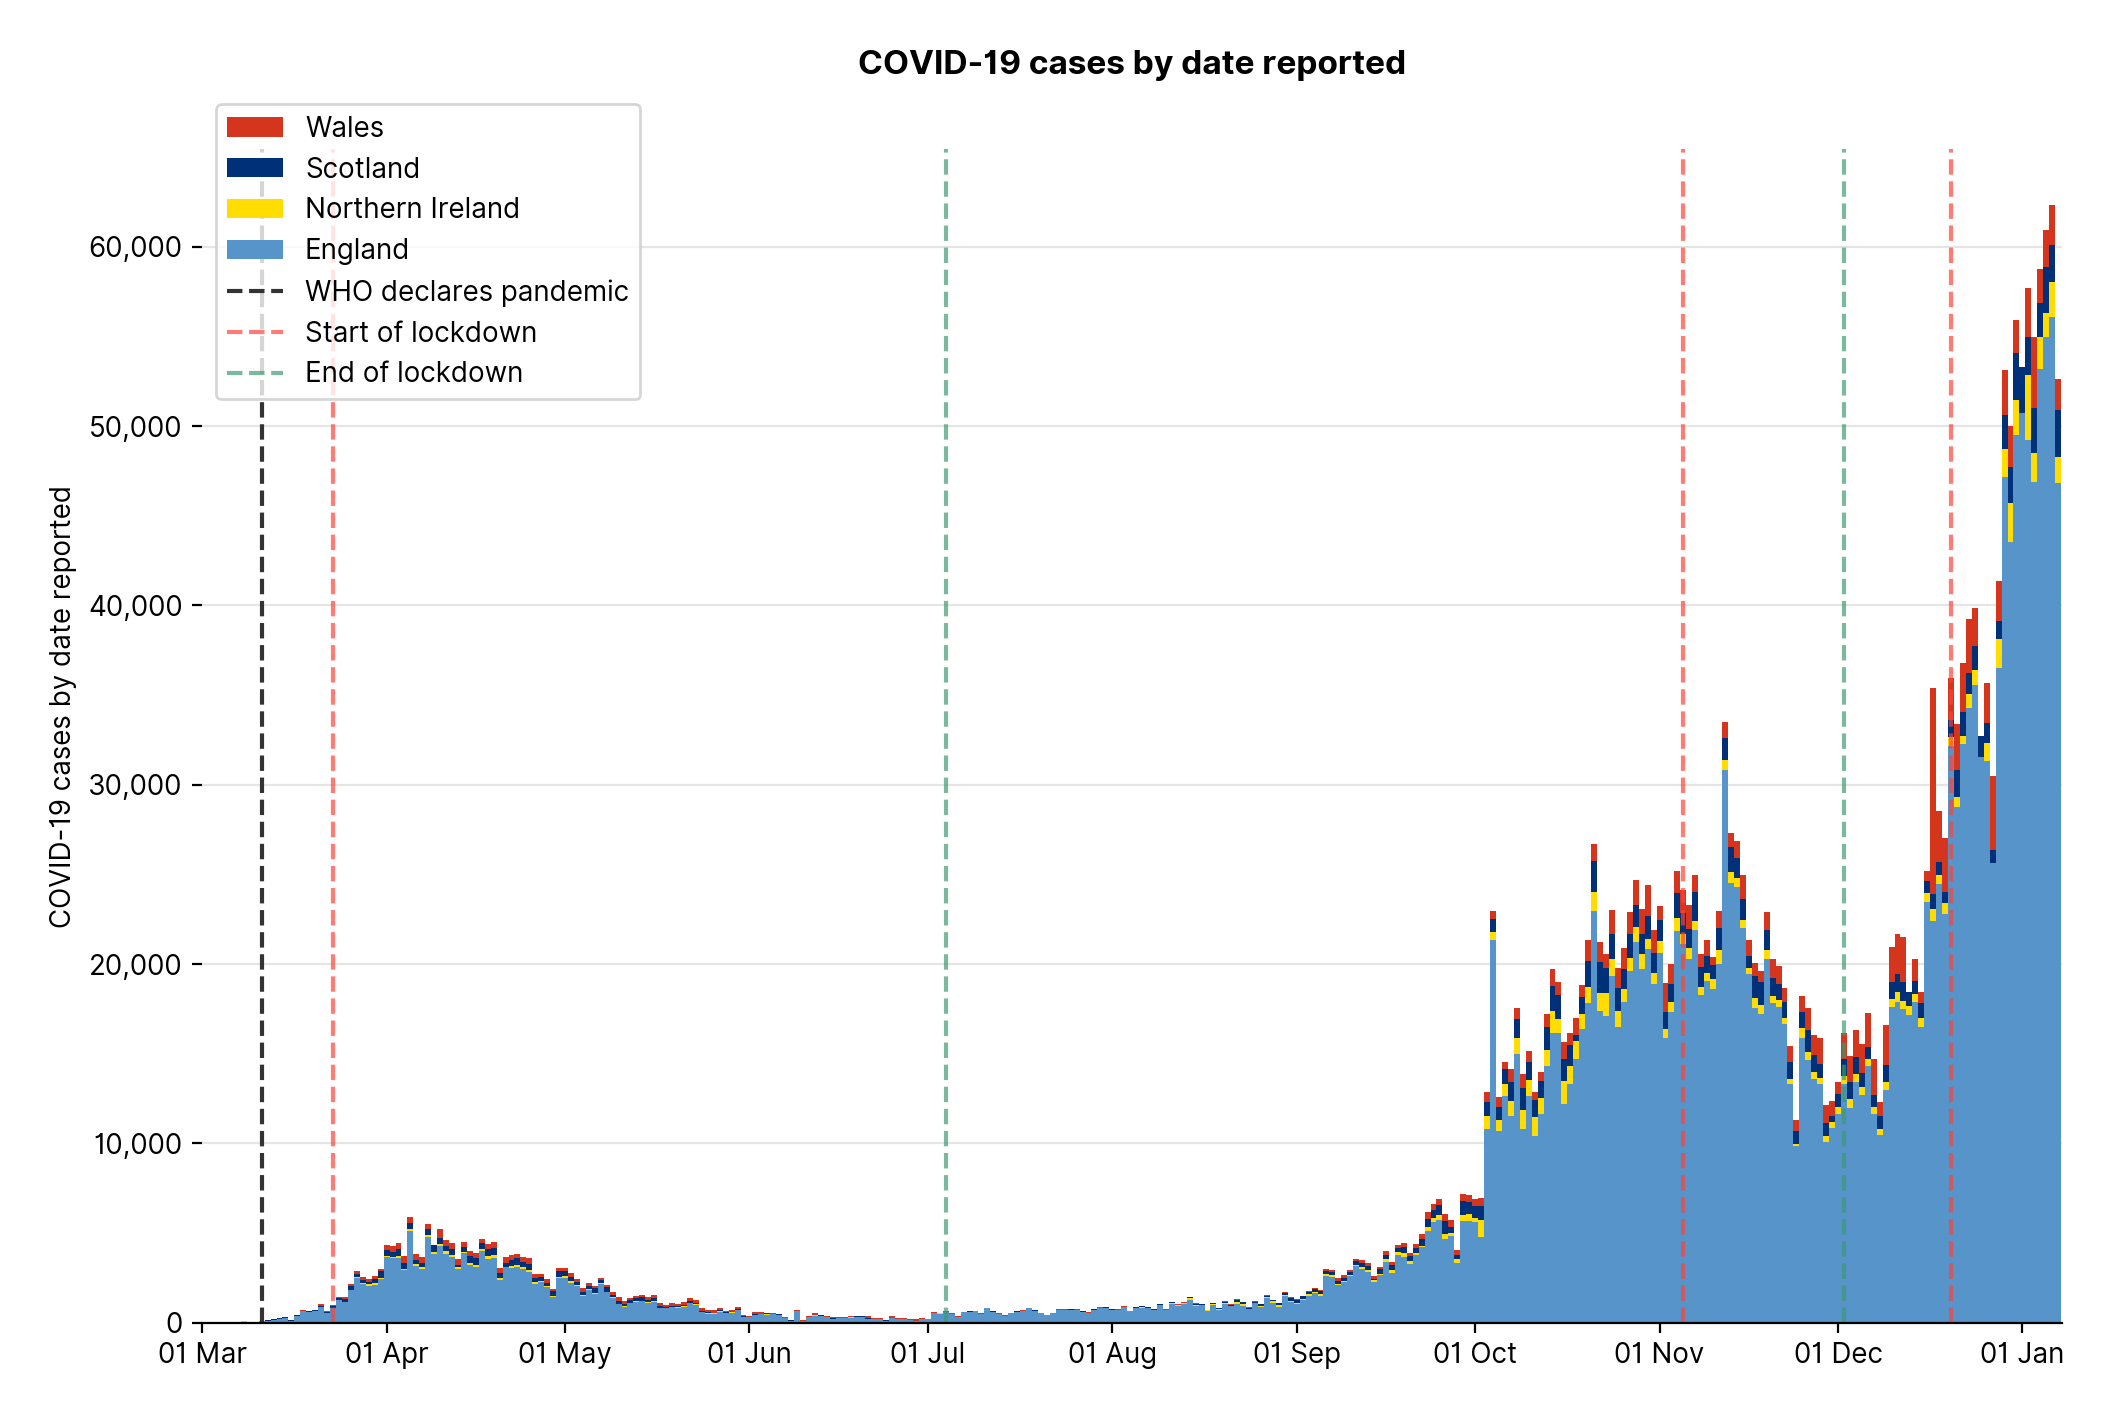 COVID-19 cases by date reported
Wales
Scotland
Northern Ireland
England
WHO declares pandemic
Start of lockdown
End of lockdown
COVID-19 cases by date reported
60,000
50,000
40,000
30,000
20,000
10,000
0
01 Mar
01 Apr
01 May
01 Jun
01 Jul
01 Aug
01 Sep
01 Oct
01 Nov
01 Dec
01 Jan